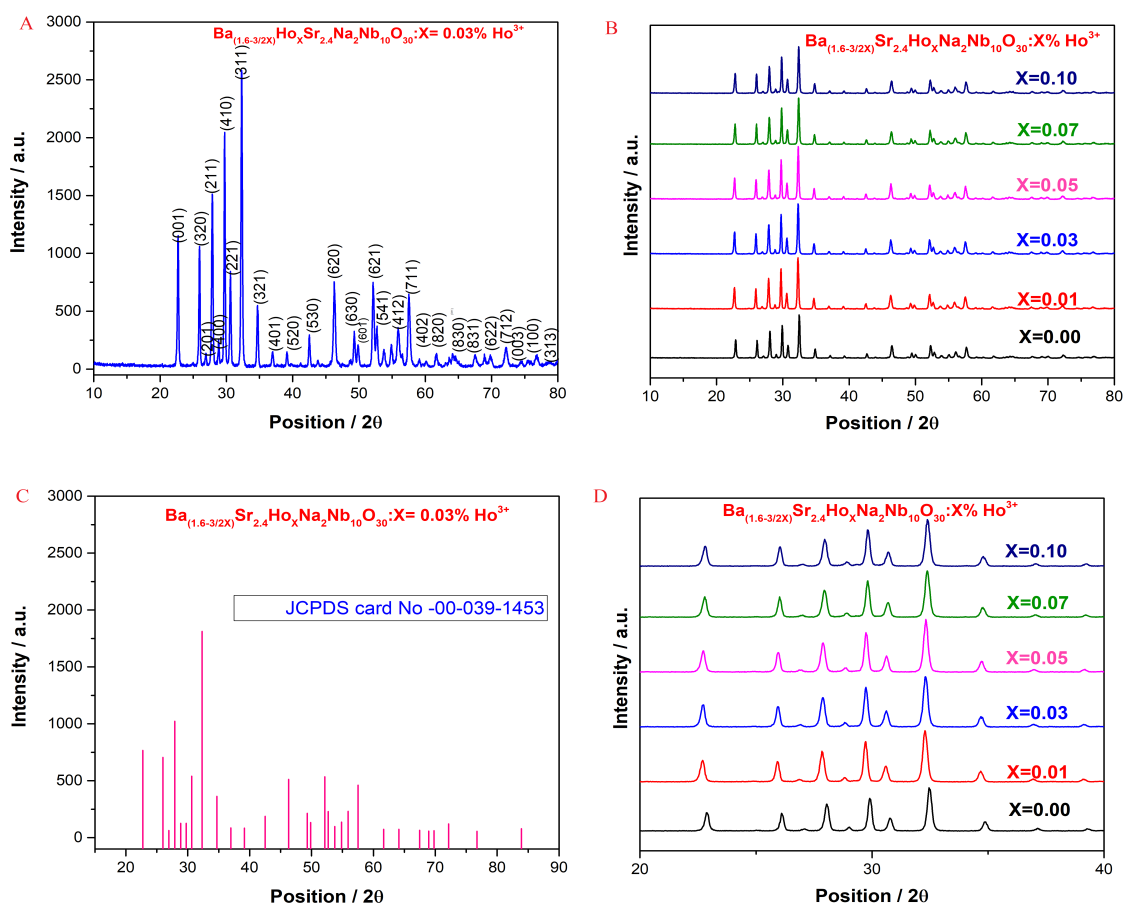 A
Ba(1.6-3/2X)HoXSr2.4Na2Nb10O30:X= 0.03% Ho3+
3000
2500
2000
1500
1000
500
0
Intensity / a.u.
(001)
(320)
(201)
(211)
(400)
(410)
(221)
(311)
(321)
(401)
(520)
(530)
(620)
(630)
(601)
(621)
(541)
(412)
(711)
(402)
(820)
(830)
(831)
(622)
(712)
(003)
(100)
(313)
10 20 30 40 50 60 70 80
Position / 2θ
B
Ba(1.6-3/2X)Sr2.4HoXNa2Nb10O30:X% Ho3+
Intensity / a.u.
X=0.10
X=0.07
X=0.05
X=0.03
X=0.01
X=0.00
10 20 30 40 50 60 70 80
Position / 2θ
C
Ba(1.6-3/2X)Sr2.4HoXNa2Nb10O30:X= 0.03% Ho3+
JCPDS card No -00-039-1453
3000
2500
2000
1500
1000
500
0
Intensity / a.u.
20 30 40 50 60 70 80 90
Position / 2θ
D
Ba(1.6-3/2X)Sr2.4HoXNa2Nb10O30:X% Ho3+
Intensity / a.u.
X=0.10
X=0.07
X=0.05
X=0.03
X=0.01
X=0.00
20 30 40
Position / 2θ